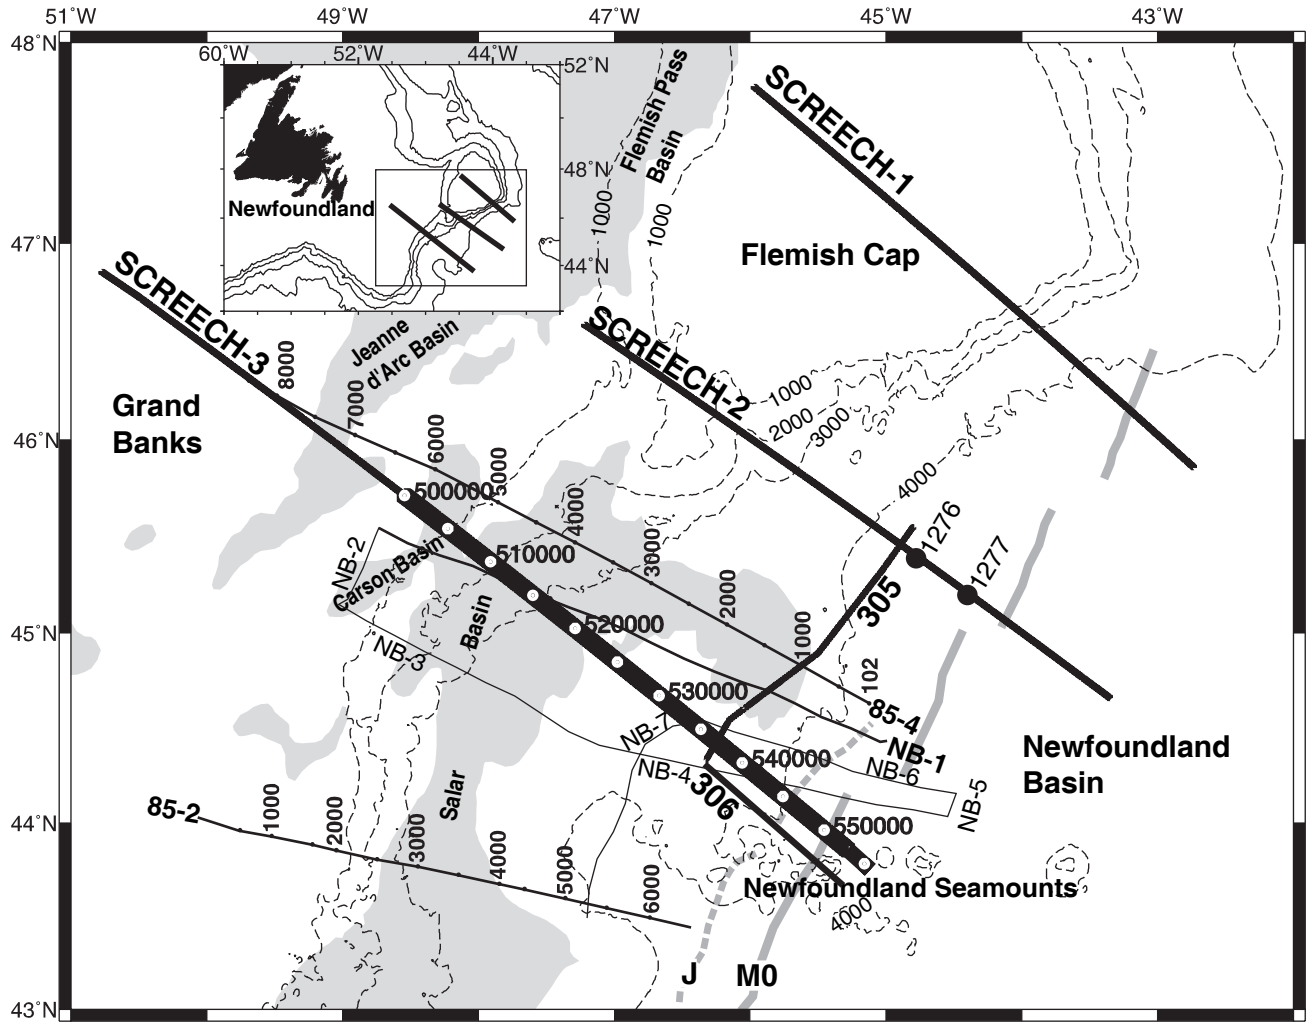 51˚W
49˚W
47˚W
45˚W
43˚W
48˚N
47˚N
46˚N
45˚N
44˚N
43˚N
60˚W
52˚W
44˚W
52˚N
48˚N
44˚N
Newfoundland
Flemish Pass
Basin
1000
1000
SCREECH-1
Flemish Cap
SCREECH-3
Jeanne
d'Arc Basin
SCREECH-2
Grand
Banks
8000
7000
6000
5000
4000
3000
2000
1000
102
85-4
1000
2000
3000
4000
1276
1277
305
500000
510000
520000
530000
540000
550000
NB-2
Carson Basin
Basin
NB-3
NB-7
NB-4
NB-1
NB-6
NB-5
306
Newfoundland
Basin
Salar
85-2
1000
2000
3000
4000
5000
6000
Newfoundland Seamounts
4000
J
M0